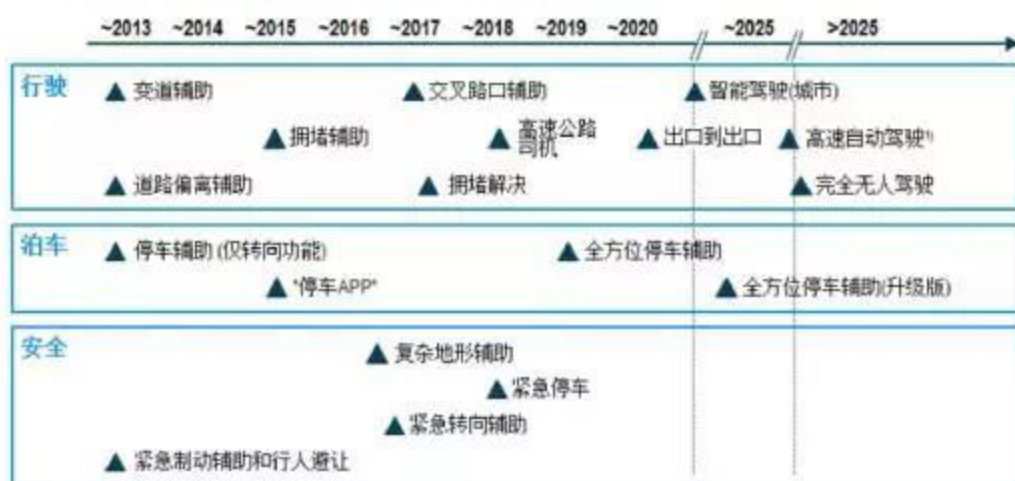 ~2013 ~2014 ~2015 ~2016 ~2017 ~2018 ~2019 ~2020 ~2025 >2025
行驶
变道辅助 交叉路口辅助 智能驾驶(城市)
拥堵辅助 高速公路司机 出口到出口 高速自动驾驶¹⁾
道路偏离辅助 拥堵解决 完全无人驾驶
泊车
停车辅助 (仅转向功能) 全方位停车辅助
"停车APP" 全方位停车辅助(升级版)
安全
复杂地形辅助
紧急停车
紧急转向辅助
紧急制动辅助和行人避让